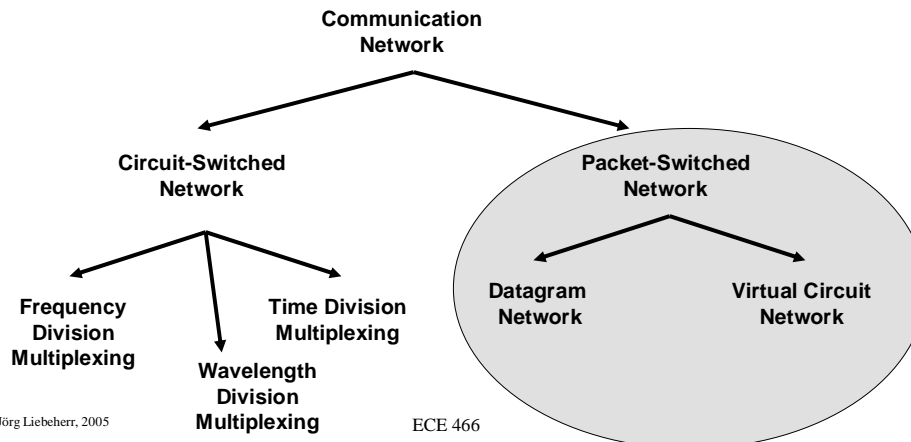 Communication
Network
Circuit-Switched
Network
Packet-Switched
Network
Frequency
Division
Multiplexing
Wavelength
Division
Multiplexing
Time Division
Multiplexing
Datagram
Network
Virtual Circuit
Network
Jörg Liebeherr, 2005
ECE 466